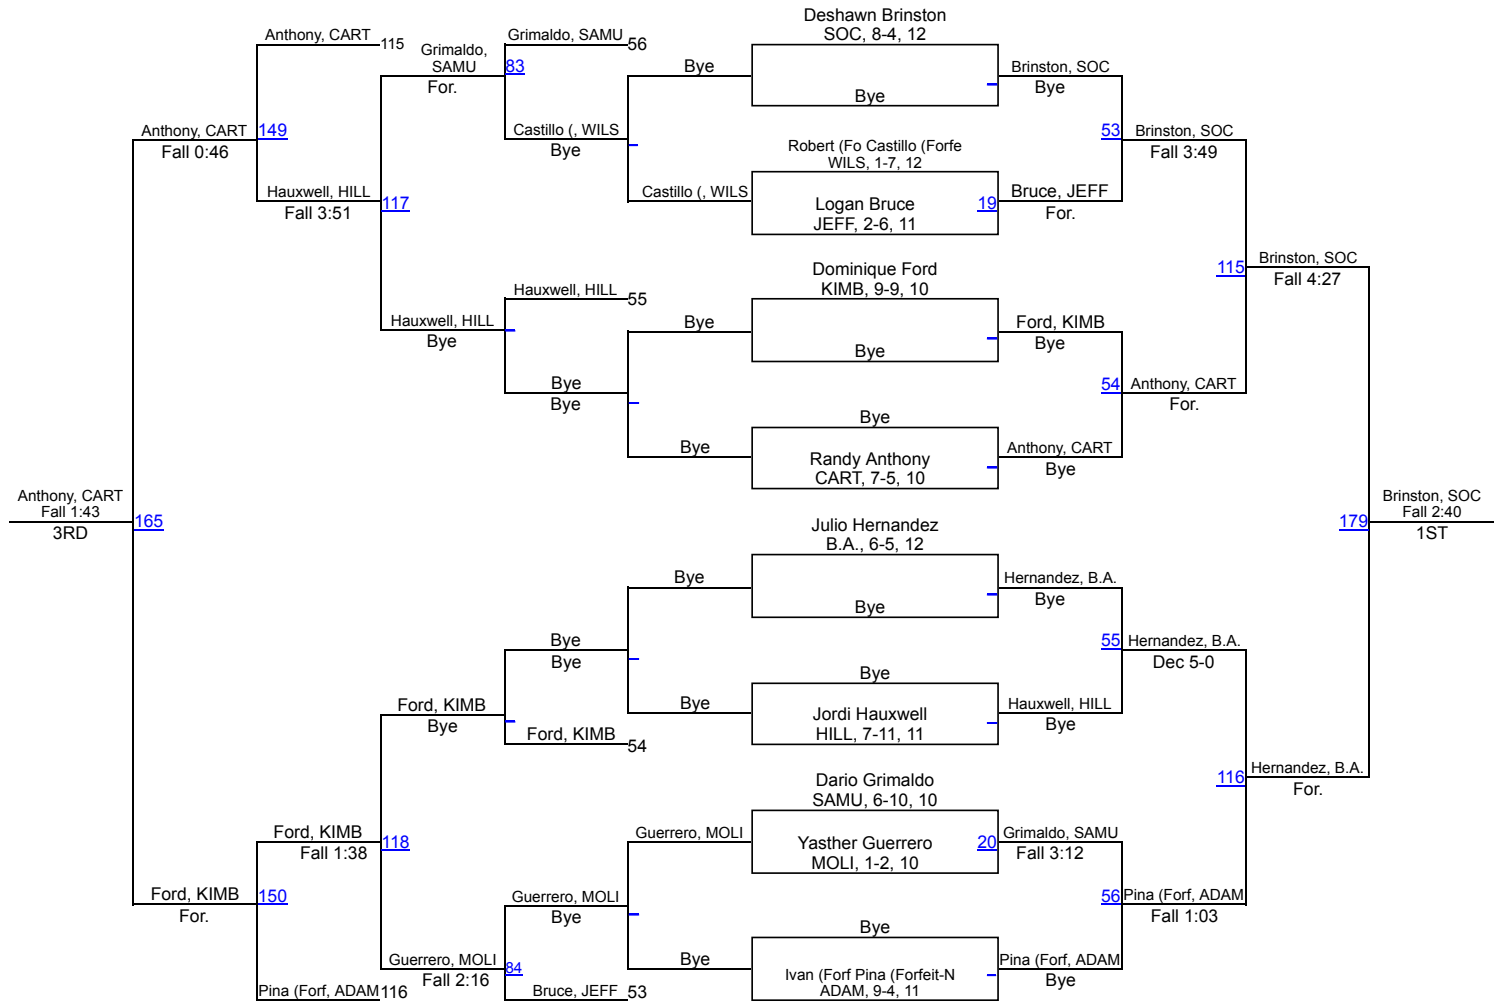 Deshawn Brinston
SOC, 8-4, 12
Bye
Robert (Fo Castillo (Forfe
WILS, 1-7, 12
Logan Bruce
JEFF, 2-6, 11
19
Dominique Ford
KIMB, 9-9, 10
Bye
Bye
Randy Anthony
CART, 7-5, 10
Julio Hernandez
B.A., 6-5, 12
Bye
Bye
Jordi Hauxwell
HILL, 7-11, 11
Dario Grimaldo
SAMU, 6-10, 10
Yasther Guerrero
MOLI, 1-2, 10
20
Bye
Ivan (Forf Pina (Forfeit-N
ADAM, 9-4, 11
Brinston, SOC
Bye
53
Bruce, JEFF
For.
Ford, KIMB
Bye
54
Anthony, CART
Bye
Hernandez, B.A.
Bye
55
Hauxwell, HILL
Bye
Grimaldo, SAMU
Fall 3:12
56
Pina (Forf, ADAM
Bye
Brinston, SOC
Fall 3:49
115
Anthony, CART
For.
Hernandez, B.A.
Dec 5-0
116
Pina (Forf, ADAM
Fall 1:03
Brinston, SOC
Fall 4:27
179
Hernandez, B.A.
For.
Brinston, SOC
Fall 2:40
1ST
Bye
Castillo (, WILS
Bye
Bye
Bye
Bye
Guerrero, MOLI
Bye
Grimaldo, SAMU
56
83
Castillo (, WILS
Bye
Hauxwell, HILL
55
Bye
Bye
Bye
Bye
Ford, KIMB
54
Guerrero, MOLI
Bye
84
Bruce, JEFF
53
Grimaldo,
SAMU
For.
117
Hauxwell, HILL
Bye
Ford, KIMB
Bye
118
Guerrero, MOLI
Fall 2:16
Anthony, CART
115
149
Hauxwell, HILL
Fall 3:51
Ford, KIMB
Fall 1:38
150
Pina (Forf, ADAM
116
Anthony, CART
Fall 0:46
165
Ford, KIMB
For.
Anthony, CART
Fall 1:43
3RD